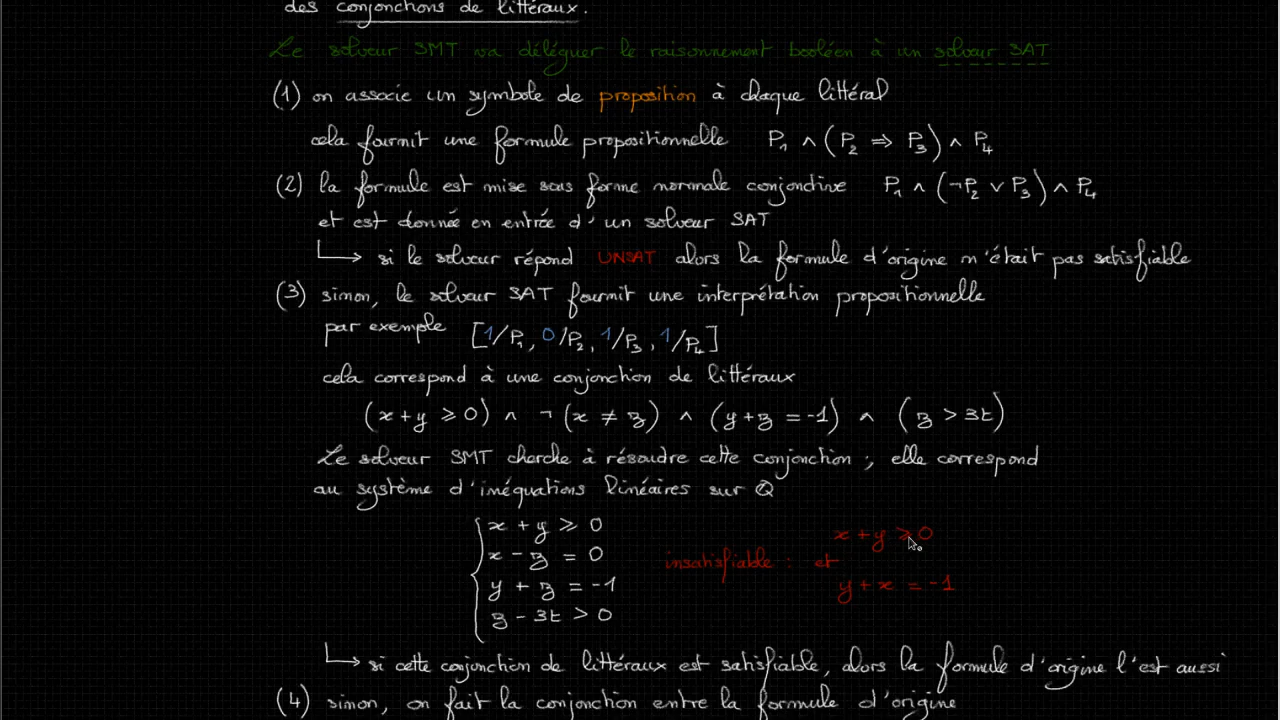 des conjonctions de littéraux.
Le solveur SMT va déléguer le raisonnement booléen à un solveur SAT
(1) on associe un symbole de proposition à chaque littéral
cela fournit une formule propositionnelle P₁ ∧ (P₂ ⇒ P₃) ∧ P₄
(2) la formule est mise sous forme normale conjonctive P₁ ∧ (¬P₂ ∨ P₃) ∧ P₄
et est donnée en entrée d'un solveur SAT
↳ si le solveur répond UNSAT alors la formule d'origine n'était pas satisfiable
(3) sinon, le solveur SAT fournit une interprétation propositionnelle
par exemple [1/P₁, 0/P₂, 1/P₃, 1/P₄]
cela correspond à une conjonction de littéraux
(x+y ⩾ 0) ∧ ¬(x ≠ z) ∧ (y+z = -1) ∧ (z > 3t)
Le solveur SMT cherche à résoudre cette conjonction ; elle correspond
au système d'inéquations linéaires sur ℚ
x + y ⩾ 0
x - z = 0
y + z = -1
z - 3t > 0
insatisfiable : x+y ⩾ 0
et
y+x = -1
↳ si cette conjonction de littéraux est satisfiable, alors la formule d'origine l'est aussi
(4) sinon, on fait la conjonction entre la formule d'origine